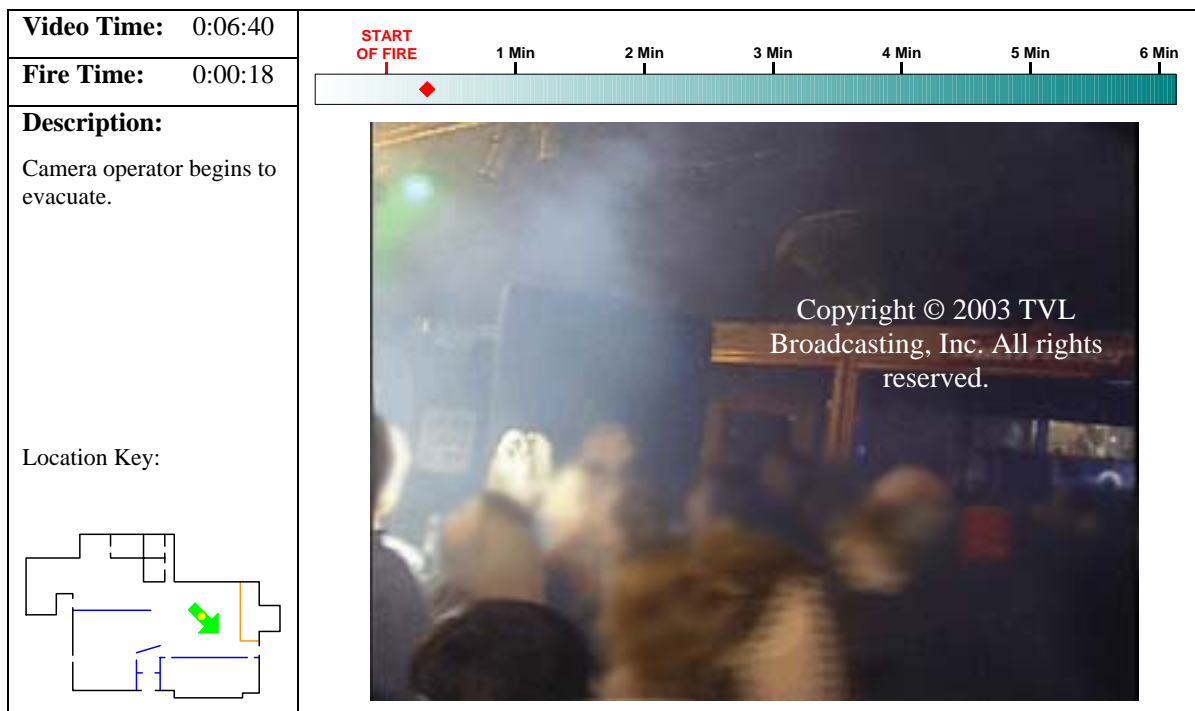 Video Time: 0:06:40
Fire Time: 0:00:18
Description:
Camera operator begins to
evacuate.
Location Key:
START
OF FIRE
1 Min 2 Min 3 Min 4 Min 5 Min 6 Min
Copyright © 2003 TVL
Broadcasting, Inc. All rights
reserved.